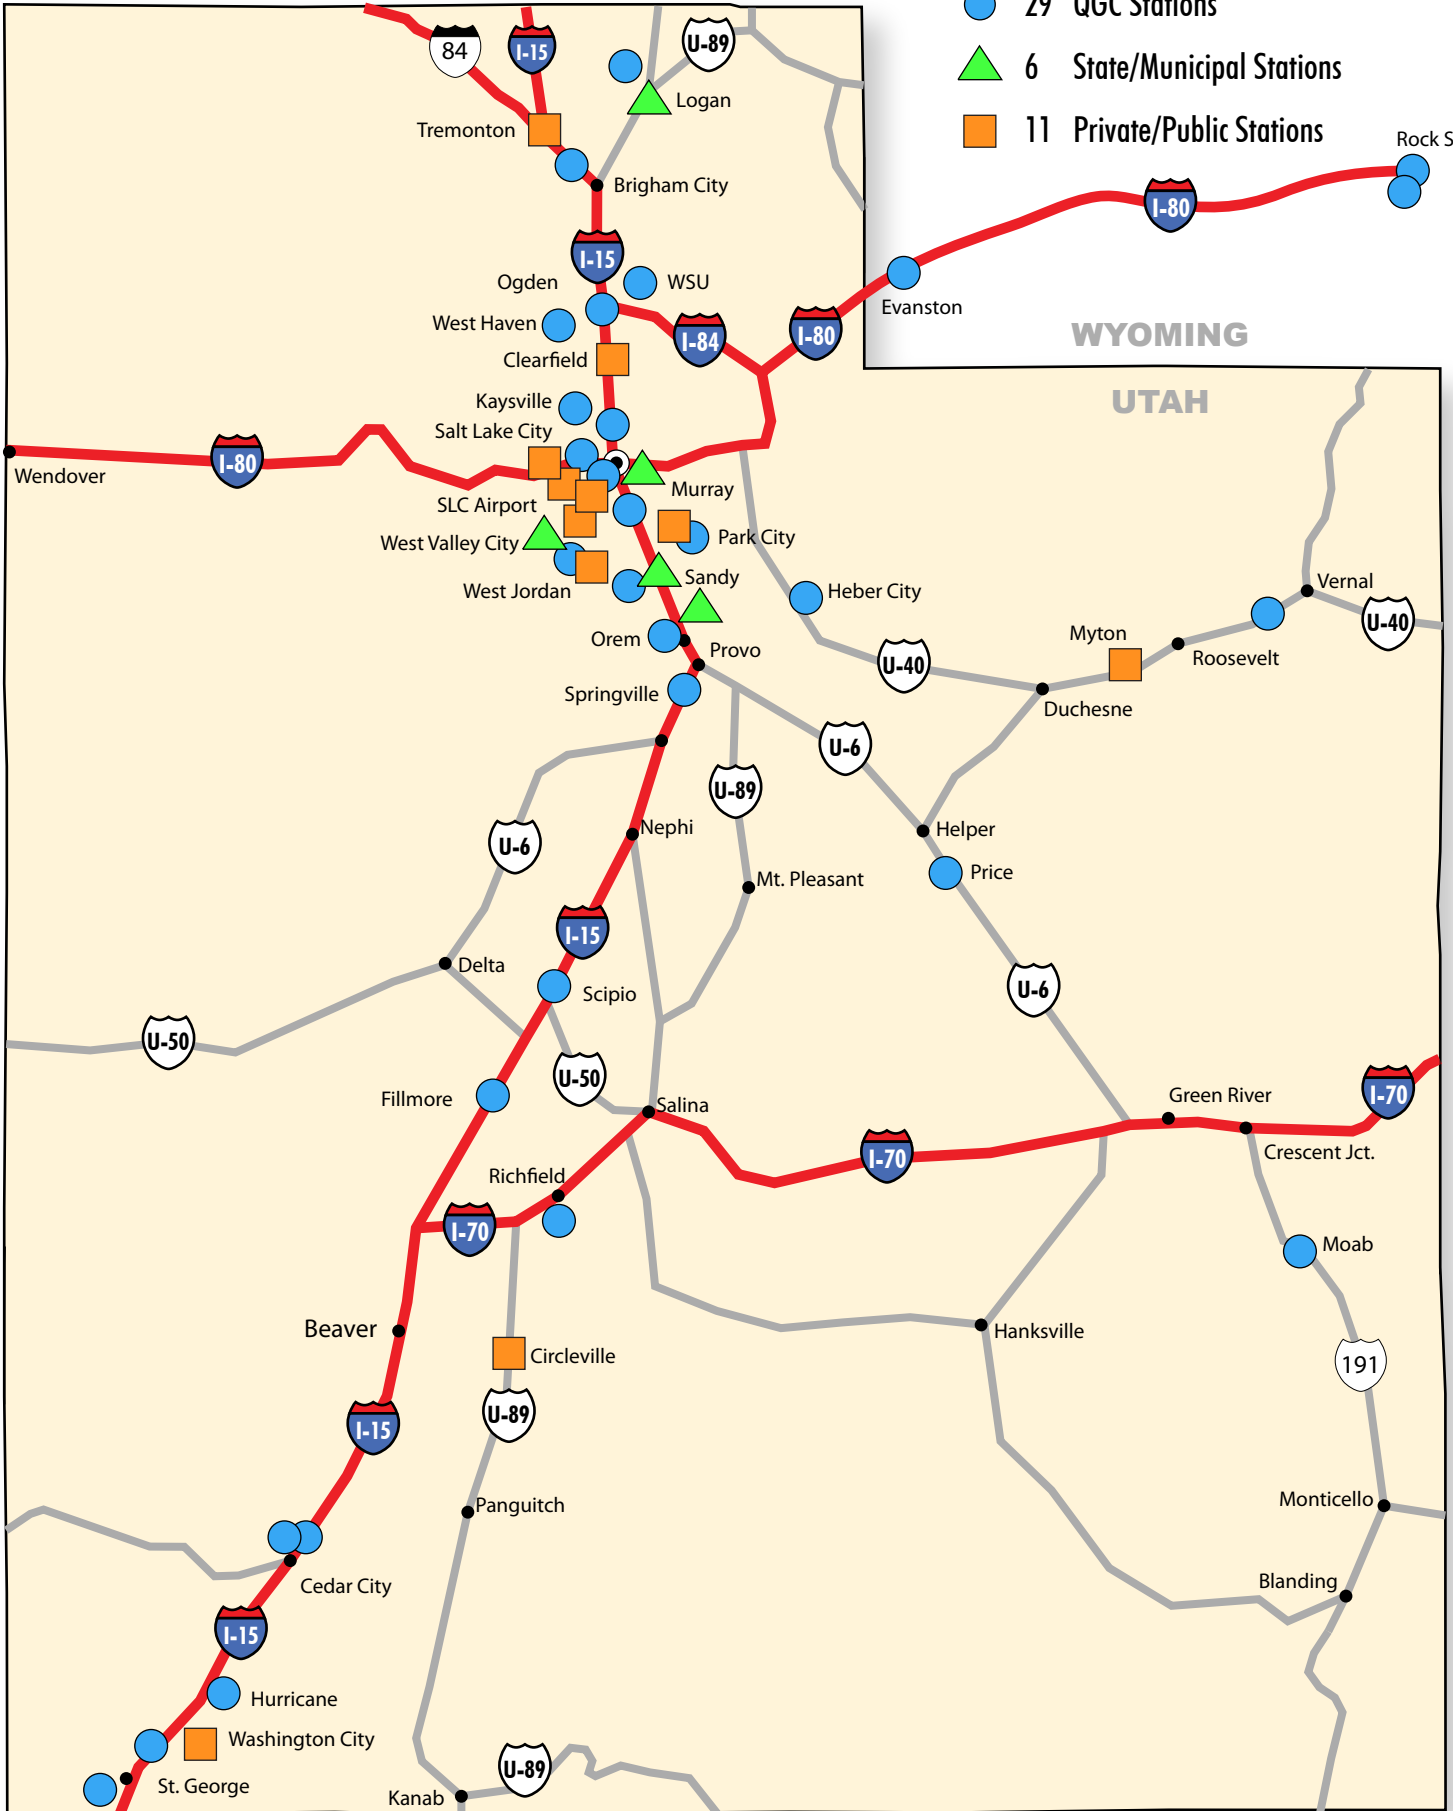 29 QGC Stations
6 State/Municipal Stations
11 Private/Public Stations
84
I-15
U-89
Logan
Tremonton
Rock S
Brigham City
I-80
I-15
Ogden
WSU
Evanston
West Haven
I-84
I-80
WYOMING
Clearfield
UTAH
Kaysville
Salt Lake City
Wendover
I-80
Murray
SLC Airport
West Valley City
Park City
West Jordan
Sandy
Heber City
Vernal
U-40
Orem
Provo
Myton
Roosevelt
U-40
Springville
Duchesne
U-6
U-89
Nephi
Helper
U-6
Mt. Pleasant
Price
I-15
Delta
Scipio
U-6
U-50
U-50
Fillmore
Salina
Green River
I-70
Crescent Jct.
I-70
Richfield
I-70
Moab
Beaver
Hanksville
Circleville
191
U-89
I-15
Panguitch
Monticello
Cedar City
Blanding
I-15
Hurricane
Washington City
St. George
U-89
Kanab